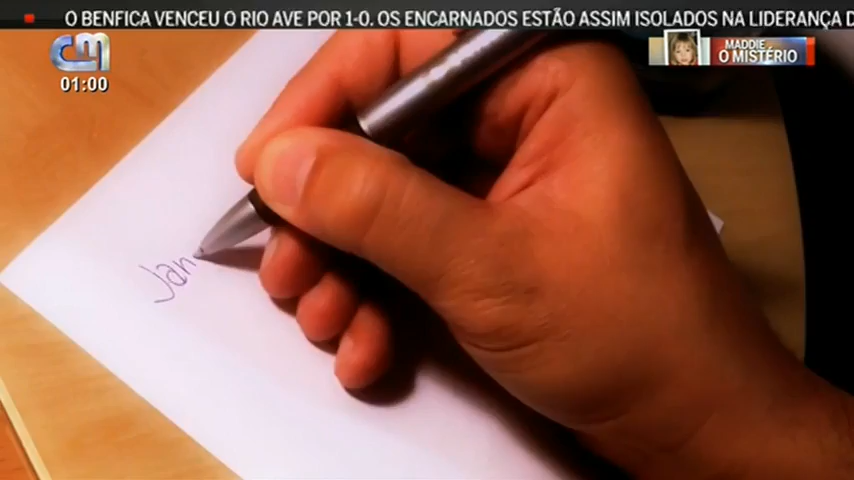 O BENFICA VENCEU O RIO AVE POR 1-0. OS ENCARNADOS ESTÃO ASSIM ISOLADOS NA LIDERANÇA D
CM
01:00
MADDIE
O MISTÉRIO
Jan